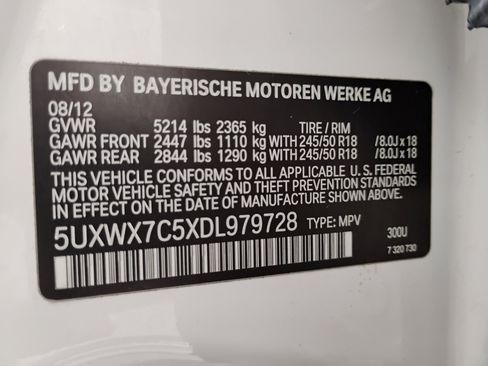 MFD BY BAYERISCHE MOTOREN WERKE AG
08/12
GVWR 5214 lbs 2365 kg TIRE / RIM
GAWR FRONT 2447 lbs 1110 kg WITH 245/50 R18 / 8.0J x 18
GAWR REAR 2844 lbs 1290 kg WITH 245/50 R18 / 8.0J x 18
THIS VEHICLE CONFORMS TO ALL APPLICABLE U. S. FEDERAL
MOTOR VEHICLE SAFETY AND THEFT PREVENTION STANDARDS
IN EFFECT ON THE DATE OF MANUFACTURE SHOWN ABOVE.
5UXWX7C5XDL979728 TYPE: MPV 300U
7 320 730